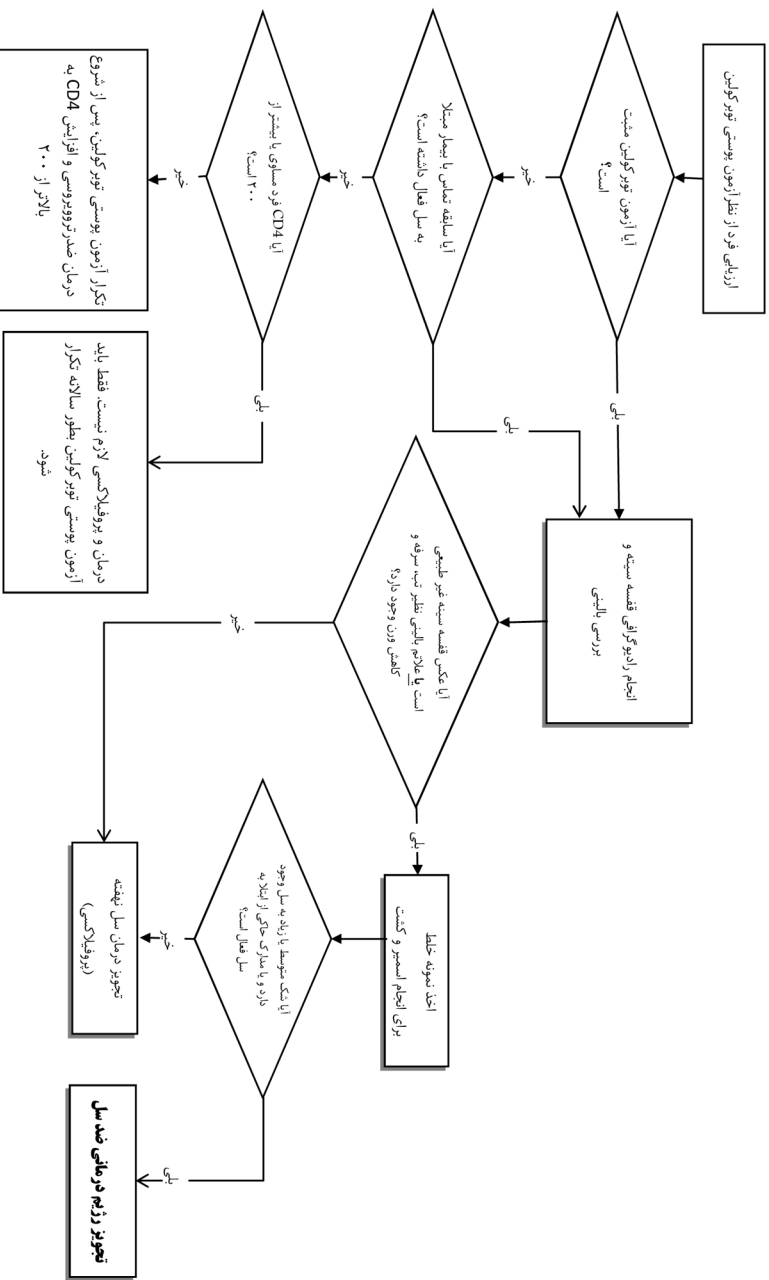 ارزیابی فرد از نظر آزمون پوستی توبرکولین
آیا آزمون توبرکولین مثبت
است؟
بلی
خیر
انجام رادیوگرافی قفسه سینه و
بررسی بالینی
آیا سابقه تماس با بیمار مبتلا
به سل فعال داشته است؟
بلی
خیر
آیا عکس قفسه سینه غیر طبیعی
است یا علائم بالینی نظیر تب، سرفه و
کاهش وزن وجود دارد؟
بلی
خیر
اخذ نمونه خلط
برای انجام اسمیر و کشت
آیا CD4 فرد مساوی یا بیشتر از
۲۰۰ است؟
بلی
خیر
آیا شک متوسط یا زیاد به سل وجود
دارد و یا مدارک حاکی از ابتلا به
سل فعال است؟
بلی
خیر
تکرار آزمون پوستی توبرکولین، پس از شروع
درمان ضدرتروویروسی و افزایش CD4 به
بالاتر از ۲۰۰
درمان و پروفیلاکسی لازم نیست. فقط باید
آزمون پوستی توبرکولین بطور سالانه تکرار
شود.
تجویز درمان سل نهفته
(پروفیلاکسی)
تجویز رژیم درمانی ضد سل